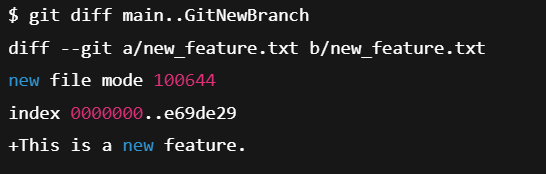 $ git diff main..GitNewBranch
diff --git a/new_feature.txt b/new_feature.txt
new file mode 100644
index 0000000..e69de29
+This is a new feature.